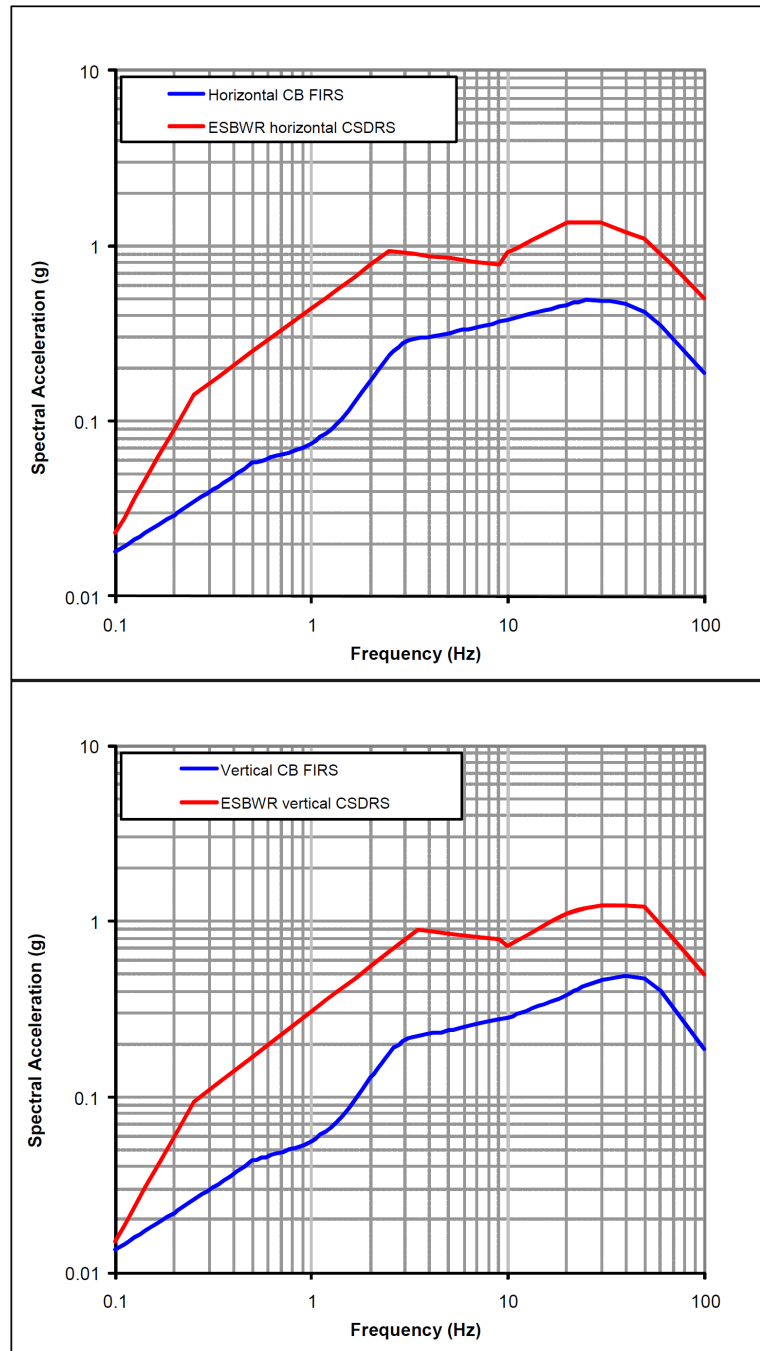 10
Horizontal CB FIRS
ESBWR horizontal CSDRS
1
0.1
0.01
Spectral Acceleration (g)
0.1
1
10
100
Frequency (Hz)
10
Vertical CB FIRS
ESBWR vertical CSDRS
1
0.1
0.01
Spectral Acceleration (g)
0.1
1
10
100
Frequency (Hz)